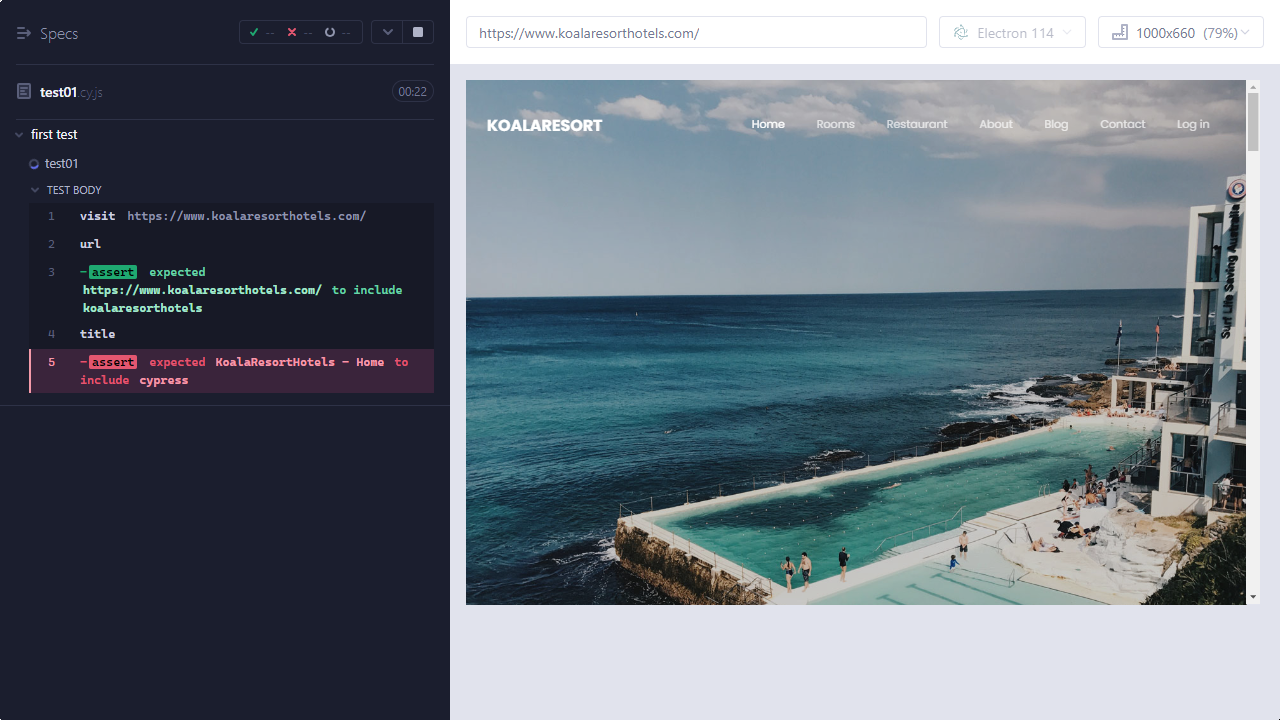 Specs
-- -- --
test01.cy.js 00:22
first test
test01
TEST BODY
1 visit https://www.koalaresorthotels.com/
2 url
3 -assert expected
https://www.koalaresorthotels.com/ to include
koalaresorthotels
4 title
5 -assert expected KoalaResortHotels - Home to
include cypress
https://www.koalaresorthotels.com/
Electron 114
1000x660 (79%)
KOALARESORT
Home Rooms Restaurant About Blog Contact Log in
Surf Life Saving Australia